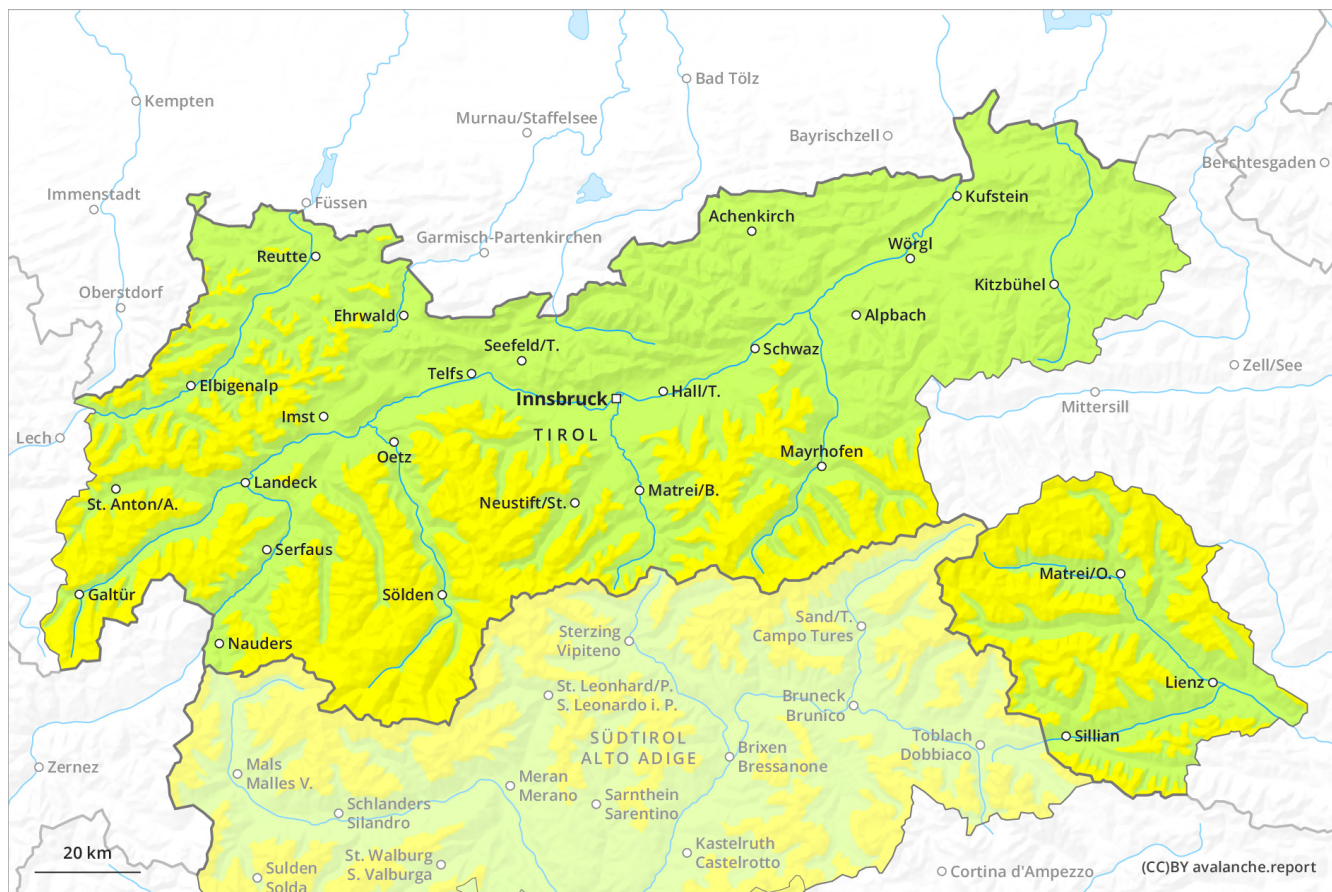 Bad Tölz
Kempten
Murnau/Staffelsee
Bayrischzell
Berchtesgaden
Immenstadt
Füssen
Kufstein
Achenkirch
Garmisch-Partenkirchen
Wörgl
Reutte
Kitzbühel
Oberstdorf
Ehrwald
Alpbach
Seefeld/T.
Schwaz
Zell/See
Telfs
Elbigenalp
Hall/T.
Innsbruck
Mittersill
Imst
TIROL
Lech
Oetz
Mayrhofen
Landeck
Matrei/B.
St. Anton/A.
Neustift/St.
Serfaus
Matrei/O.
Galtür
Sölden
Sand/T.
Campo Tures
Sterzing
Vipiteno
Nauders
Lienz
St. Leonhard/P.
S. Leonardo i. P.
Bruneck
Brunico
SÜDTIROL
ALTO ADIGE
Toblach
Dobbiaco
Sillian
Brixen
Bressanone
Zernez
Mals
Malles V.
Meran
Merano
Sarnthein
Sarentino
Schlanders
Silandro
20 km
St. Walburg
S. Valburga
Kastelruth
Castelrotto
Sulden
Solda
Cortina d'Ampezzo
(CC)BY avalanche.report